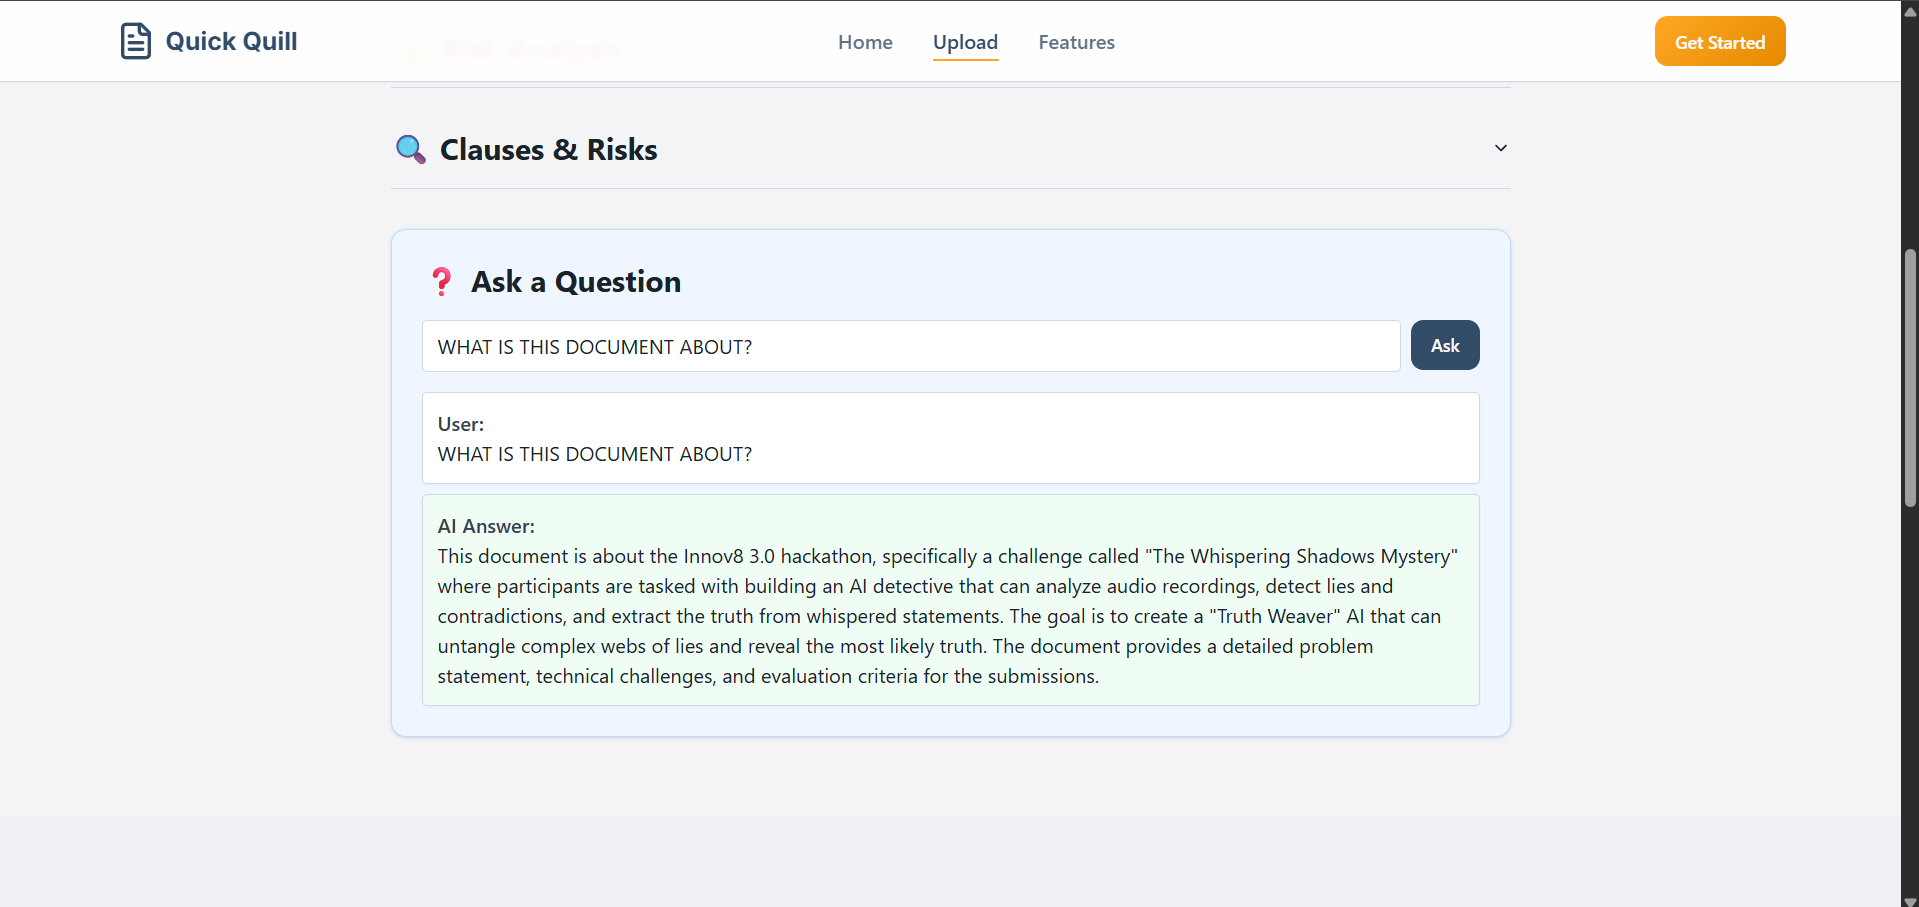 Quick Quill
Home
Upload
Features
Get Started
Clauses & Risks
Ask a Question
WHAT IS THIS DOCUMENT ABOUT?
Ask
User:
WHAT IS THIS DOCUMENT ABOUT?
AI Answer:
This document is about the Innov8 3.0 hackathon, specifically a challenge called "The Whispering Shadows Mystery"
where participants are tasked with building an AI detective that can analyze audio recordings, detect lies and
contradictions, and extract the truth from whispered statements. The goal is to create a "Truth Weaver" AI that can
untangle complex webs of lies and reveal the most likely truth. The document provides a detailed problem
statement, technical challenges, and evaluation criteria for the submissions.